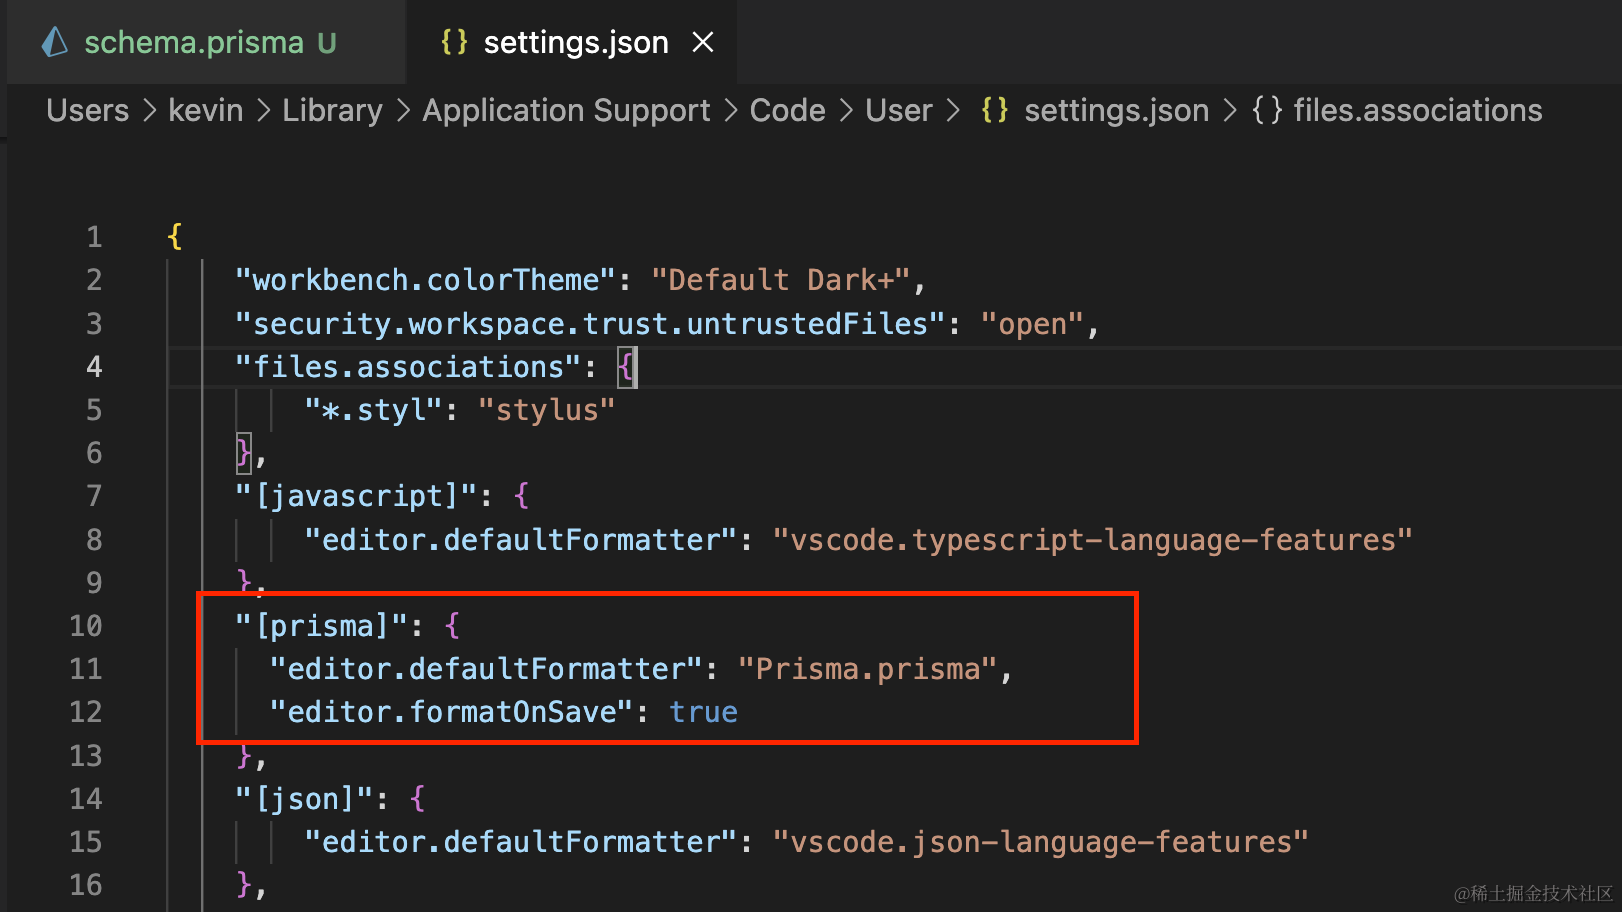 schema.prisma U
{} settings.json ×
Users > kevin > Library > Application Support > Code > User > {} settings.json > {} files.associations
1 {
2 "workbench.colorTheme": "Default Dark+",
3 "security.workspace.trust.untrustedFiles": "open",
4 "files.associations": {
5 "*.styl": "stylus"
6 },
7 "[javascript]": {
8 "editor.defaultFormatter": "vscode.typescript-language-features"
9 },
10 "[prisma]": {
11 "editor.defaultFormatter": "Prisma.prisma",
12 "editor.formatOnSave": true
13 },
14 "[json]": {
15 "editor.defaultFormatter": "vscode.json-language-features"
16 },
@稀土掘金技术社区